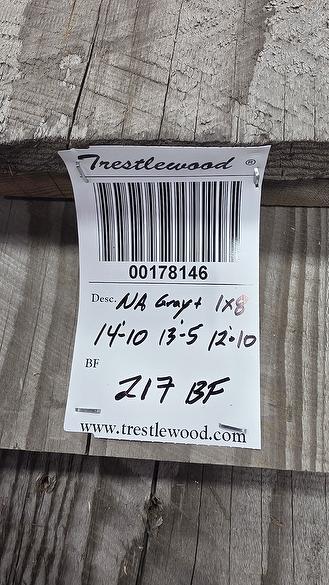 Trestlewood ®
00178146
Desc. NA Gray+ 1x8
14'-10 13'-5 12'-10
BF
217 BF
www.trestlewood.com